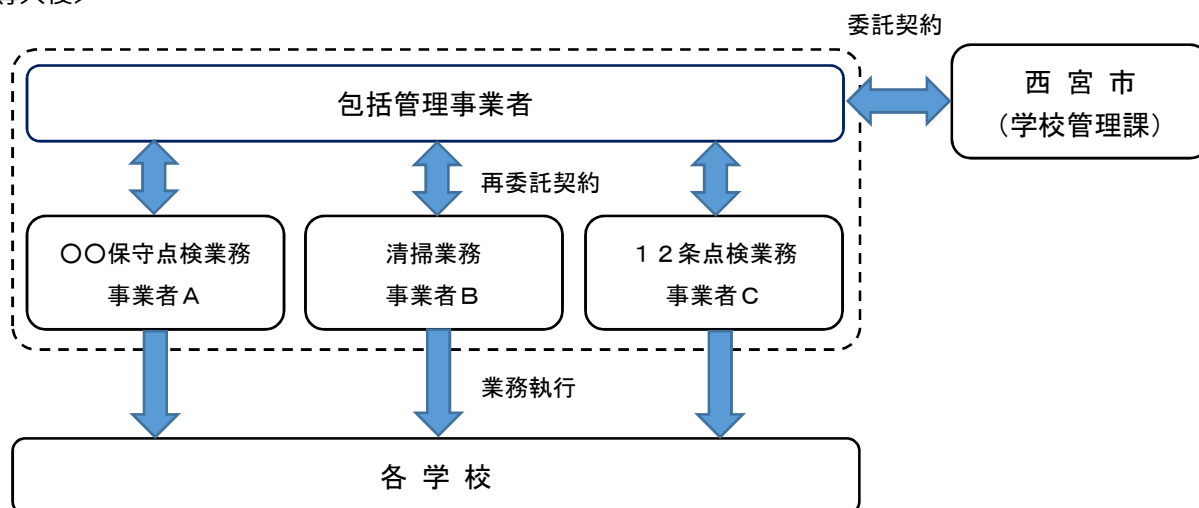 委託契約
包括管理事業者
西 宮 市
（学校管理課）
再委託契約
〇〇保守点検業務
事業者Ａ
清掃業務
事業者Ｂ
１２条点検業務
事業者Ｃ
業務執行
各 学 校